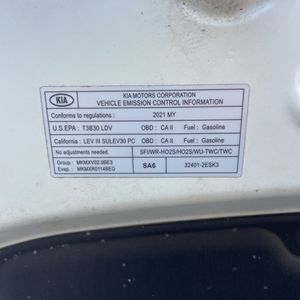 KIA
KIA MOTORS CORPORATION
VEHICLE EMISSION CONTROL INFORMATION
Conforms to regulations : 2021 MY
U.S.EPA : T3B30 LDV OBD : CA II Fuel : Gasoline
California : LEV III SULEV30 PC OBD : CA II Fuel : Gasoline
No adjustments needed. SFI/WR-HO2S/HO2S/WU-TWC/TWC
Group : MKMXV02.0BE3 SA6 32401-2ESK3
Evap. : MKMXR0114BEG